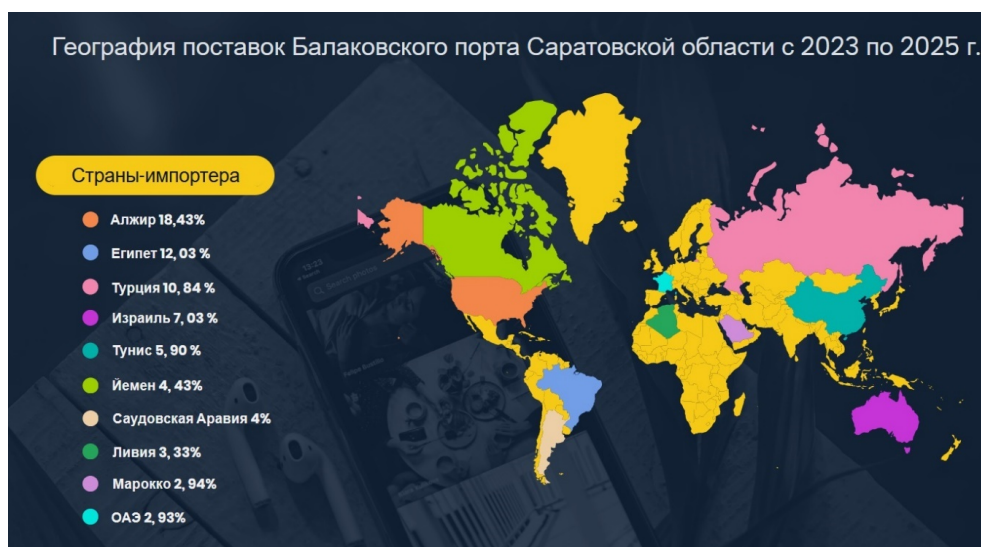 География поставок Балаковского порта Саратовской области с 2023 по 2025 г.
Страны-импортера
Алжир 18,43%
Египет 12, 03 %
Турция 10, 84 %
Израиль 7, 03 %
Тунис 5, 90 %
Йемен 4, 43%
Саудовская Аравия 4%
Ливия 3, 33%
Марокко 2, 94%
ОАЭ 2, 93%
13:23